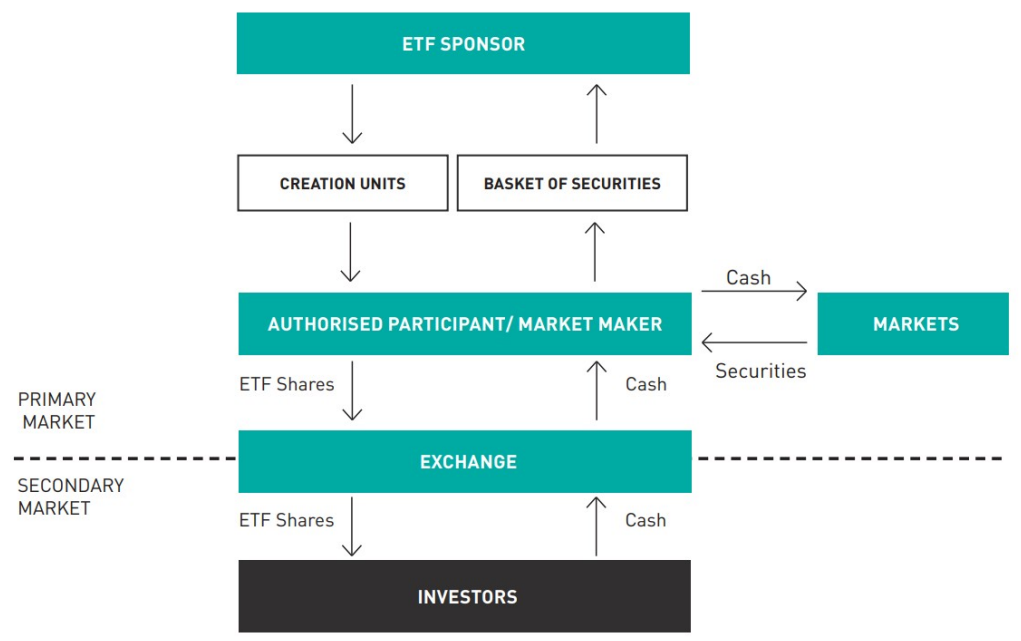 ETF SPONSOR
CREATION UNITS
BASKET OF SECURITIES
Cash
AUTHORISED PARTICIPANT/ MARKET MAKER
MARKETS
Securities
ETF Shares
Cash
PRIMARY
MARKET
EXCHANGE
SECONDARY
MARKET
ETF Shares
Cash
INVESTORS